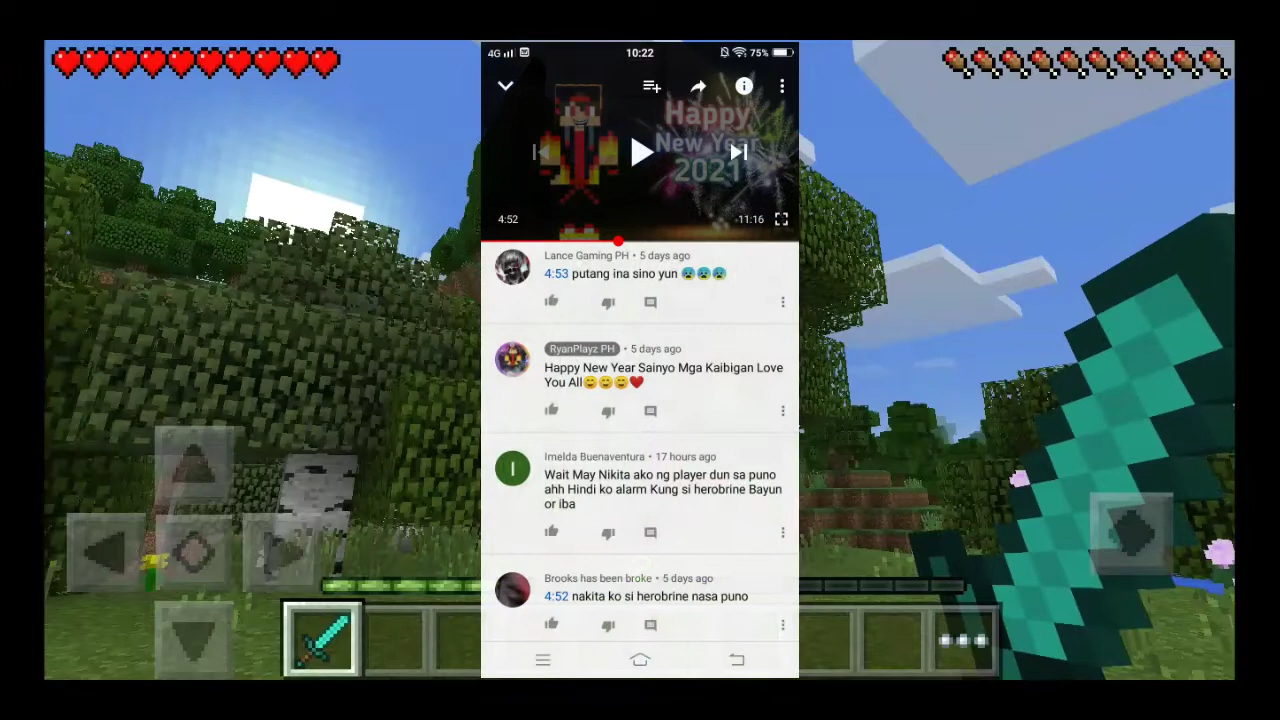 4G 10:22 75%
Happy
New Year
2021
4:52 11:16
Lance Gaming PH • 5 days ago
4:53 putang ina sino yun 😰😰😰
RyanPlayz PH • 5 days ago
Happy New Year Sainyo Mga Kaibigan Love
You All😄😄😄❤️
I
Imelda Buenaventura • 17 hours ago
Wait May Nikita ako ng player dun sa puno
ahh Hindi ko alarm Kung si herobrine Bayun
or iba
Brooks has been broke • 5 days ago
4:52 nakita ko si herobrine nasa puno